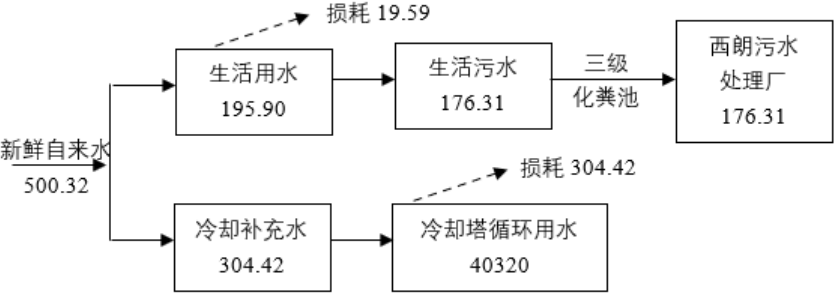 损耗 19.59
生活用水
195.90
生活污水
176.31
三级
化粪池
西朗污水
处理厂
176.31
新鲜自来水
500.32
损耗 304.42
冷却补充水
304.42
冷却塔循环用水
40320